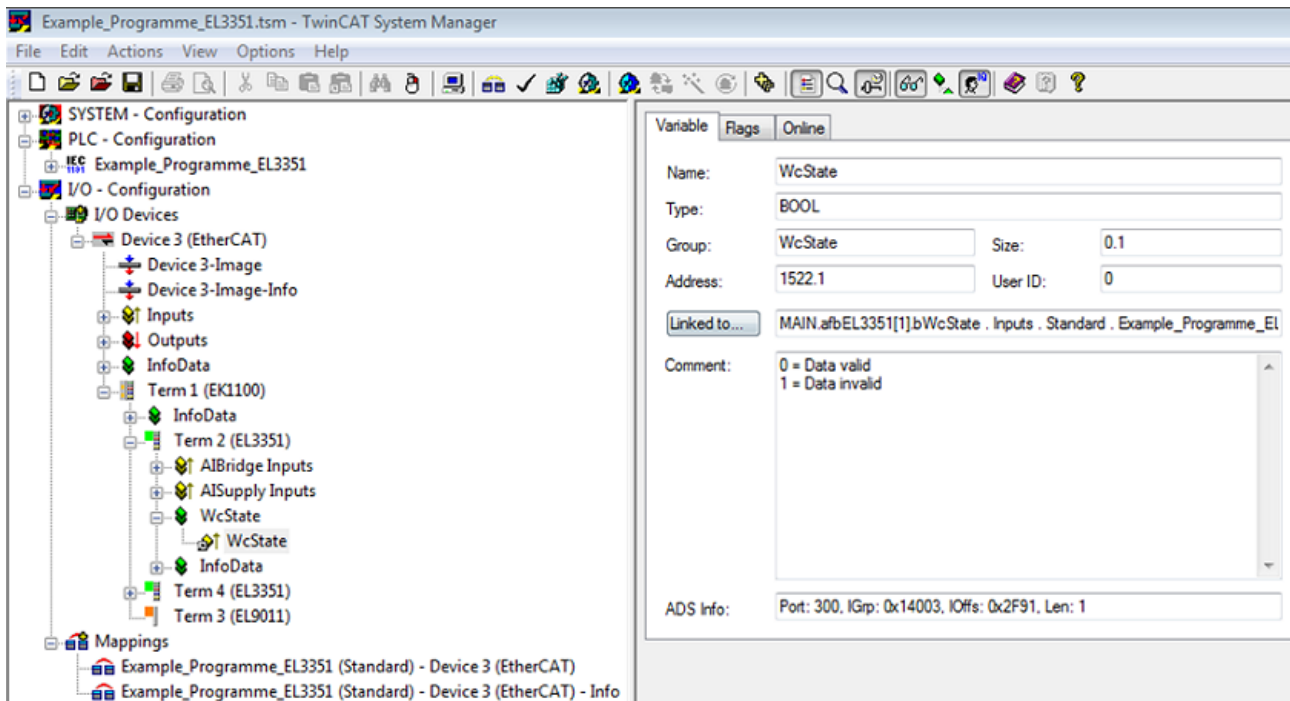 Example_Programme_EL3351.tsm - TwinCAT System Manager
File Edit Actions View Options Help
SYSTEM - Configuration
PLC - Configuration
IEC 1131 Example_Programme_EL3351
I/O - Configuration
I/O Devices
Device 3 (EtherCAT)
Device 3-Image
Device 3-Image-Info
Inputs
Outputs
InfoData
Term 1 (EK1100)
InfoData
Term 2 (EL3351)
AIBridge Inputs
AISupply Inputs
WcState
WcState
InfoData
Term 4 (EL3351)
Term 3 (EL9011)
Mappings
Example_Programme_EL3351 (Standard) - Device 3 (EtherCAT)
Example_Programme_EL3351 (Standard) - Device 3 (EtherCAT) - Info
Variable Flags Online
Name: WcState
Type: BOOL
Group: WcState Size: 0.1
Address: 1522.1 User ID: 0
Linked to... MAIN.afbEL3351[1].bWcState . Inputs . Standard . Example_Programme_EL
Comment: 0 = Data valid
1 = Data invalid
ADS Info: Port: 300, IGrp: 0x14003, IOffs: 0x2F91, Len: 1